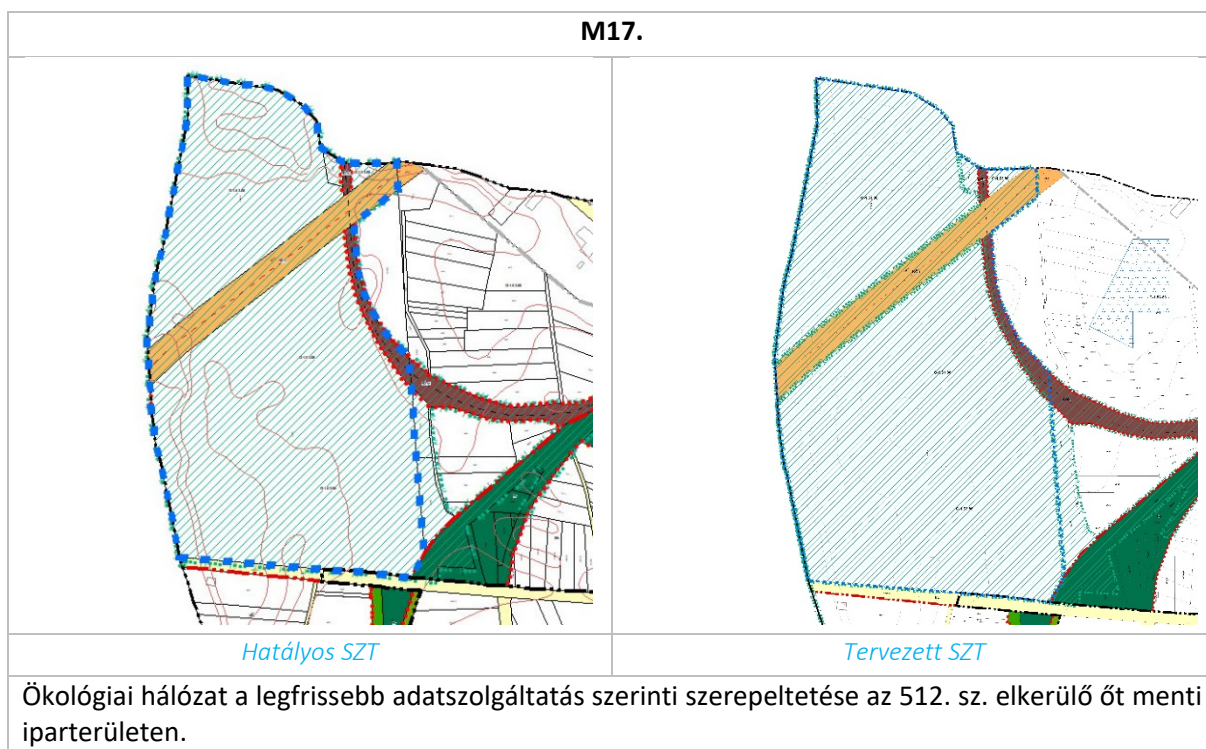 M17.
Hatályos SZT
Tervezett SZT
Ökológiai hálózat a legfrissebb adatszolgáltatás szerinti szerepeltetése az 512. sz. elkerülő őt menti
iparterületen.